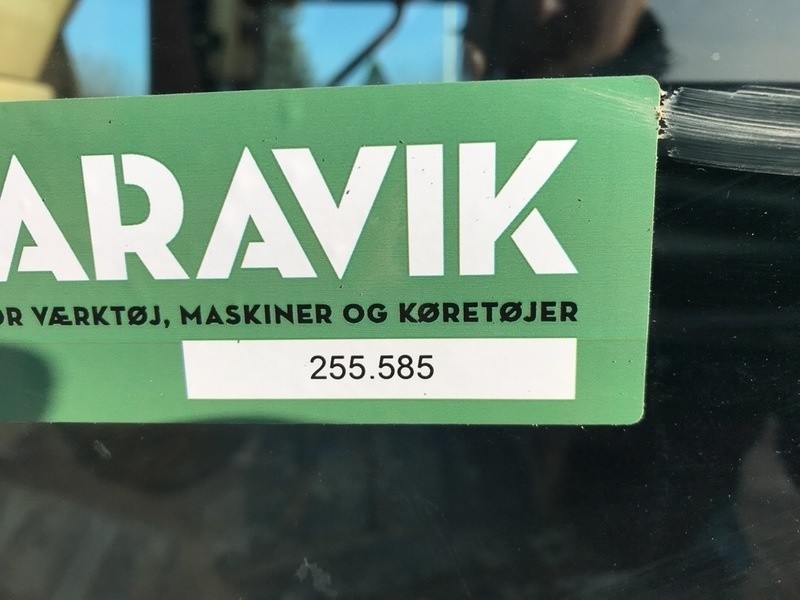 ARAVIK
OR VÆRKTØJ, MASKINER OG KØRETØJER
255.585